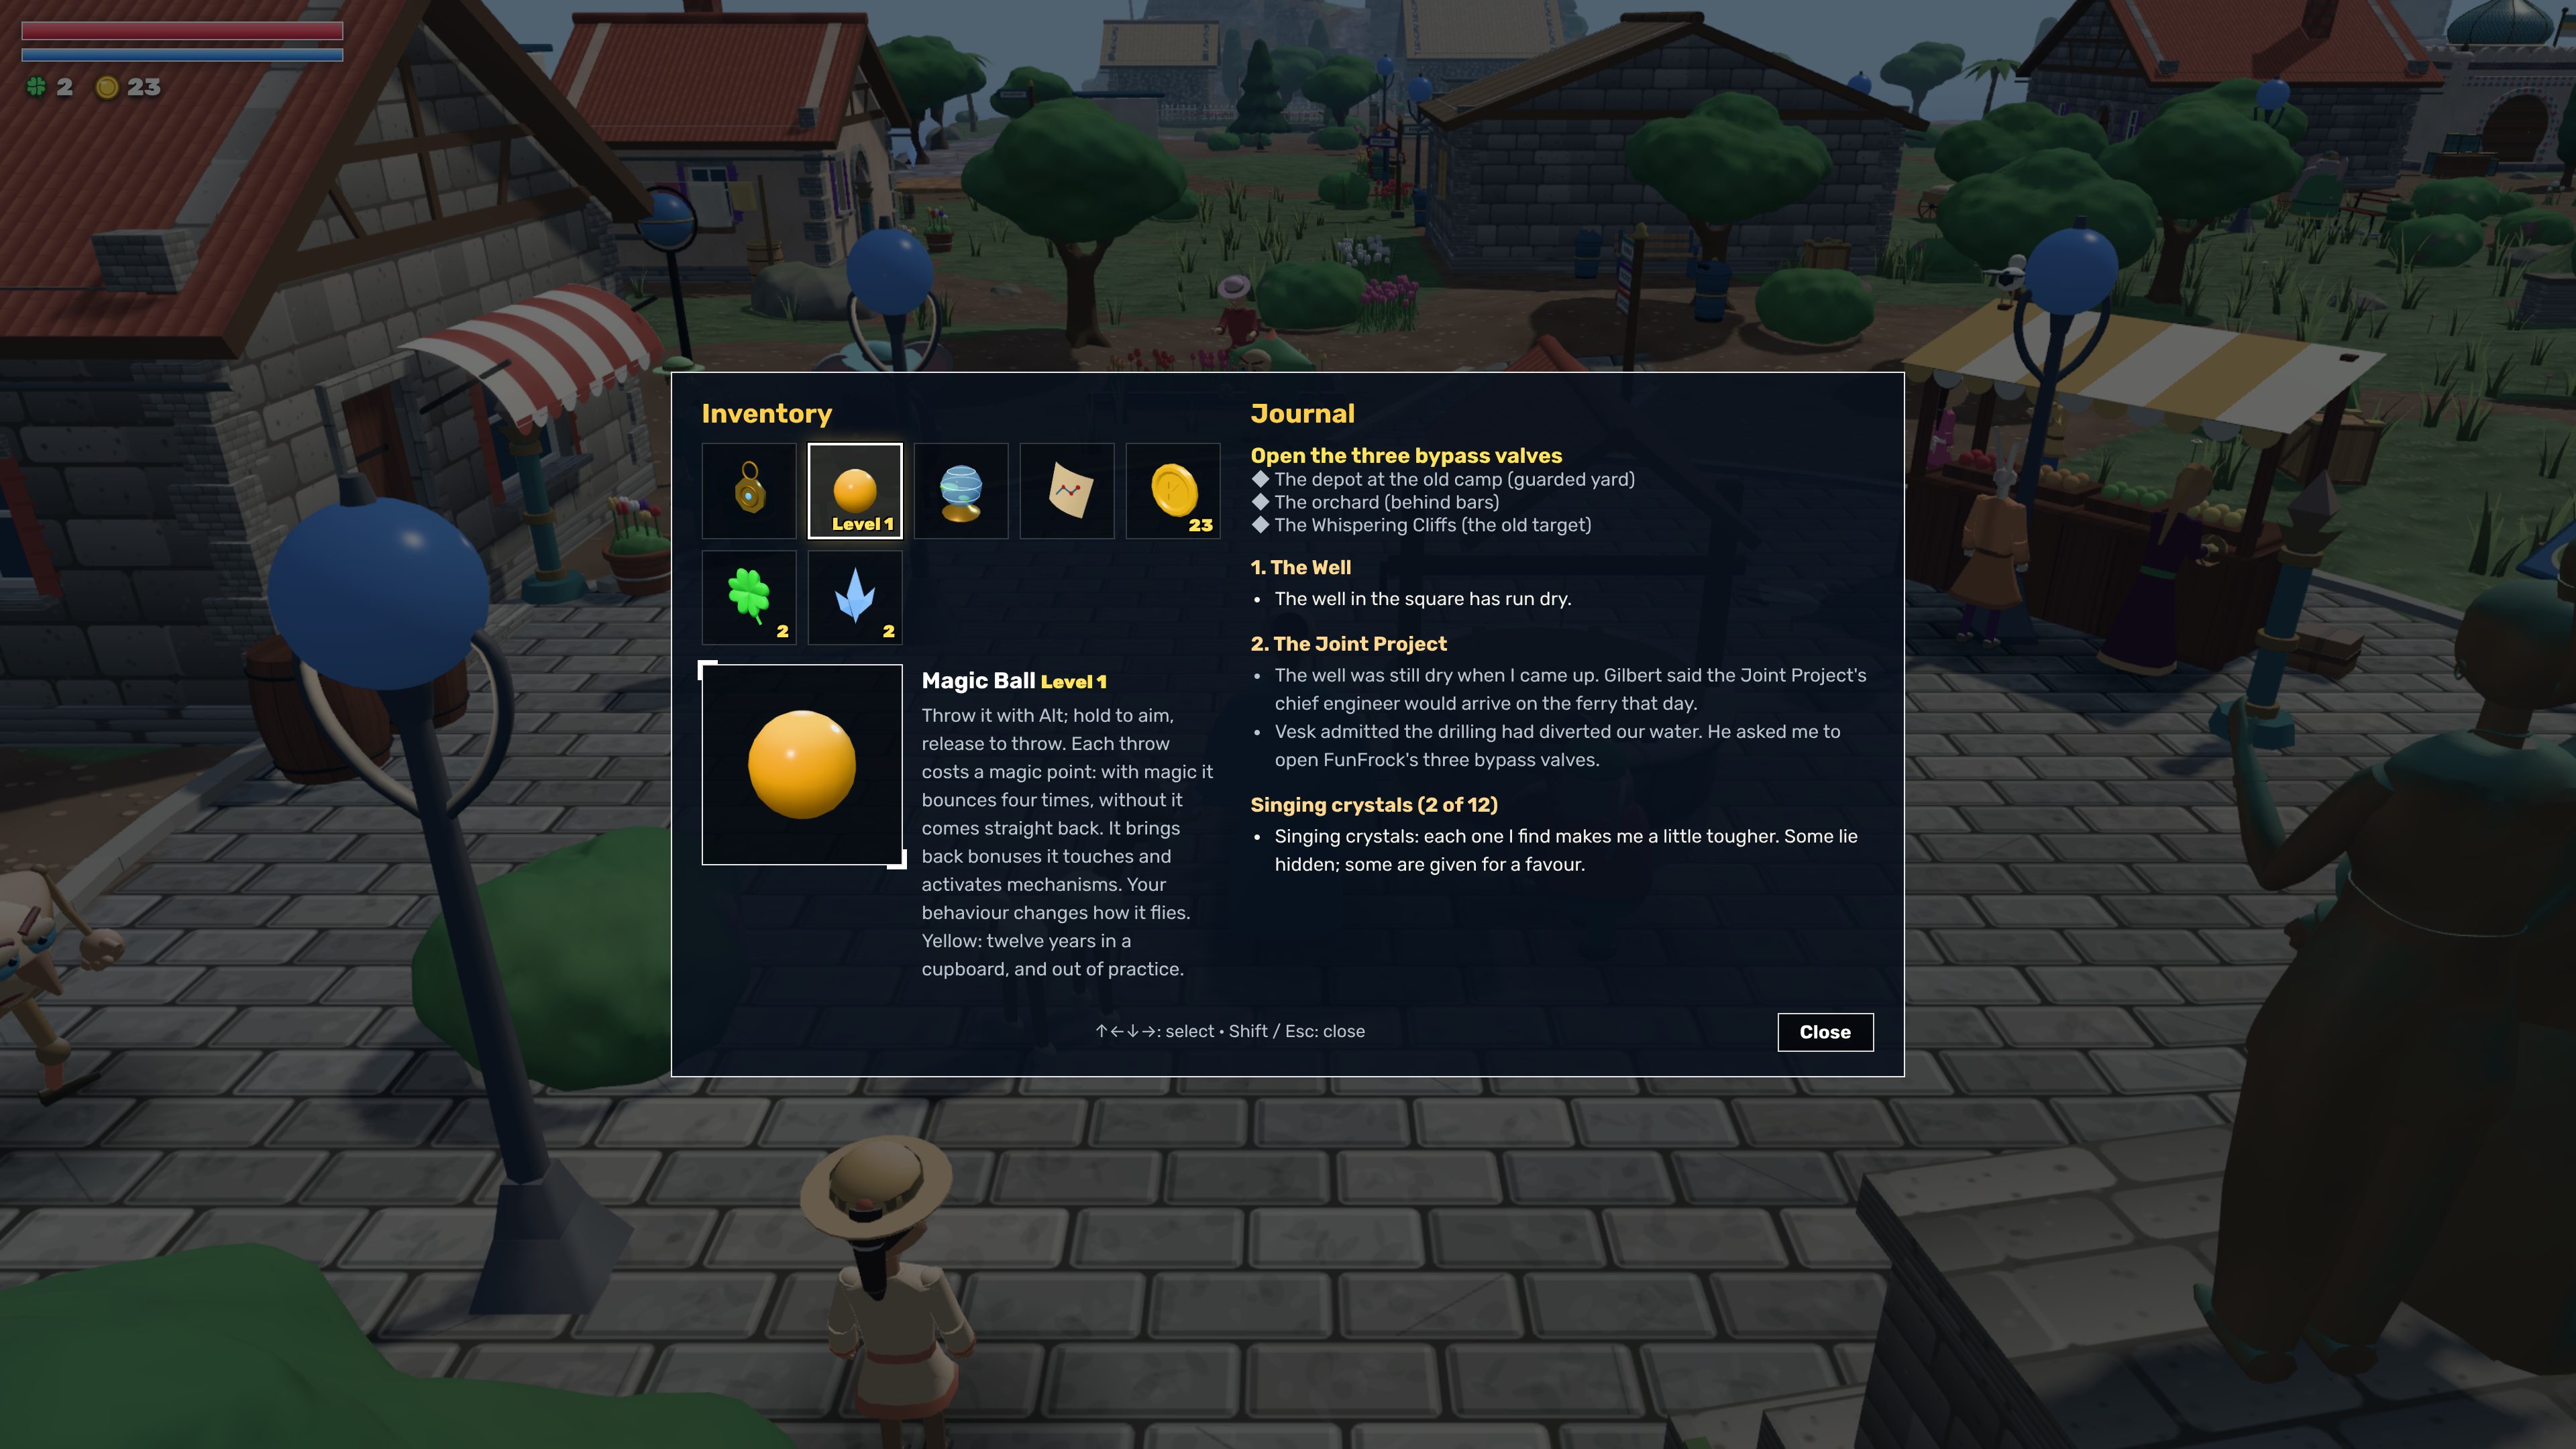 2 23
Inventory
Level 1
23
2
2
Magic Ball Level 1
Throw it with Alt; hold to aim,
release to throw. Each throw
costs a magic point: with magic it
bounces four times, without it
comes straight back. It brings
back bonuses it touches and
activates mechanisms. Your
behaviour changes how it flies.
Yellow: twelve years in a
cupboard, and out of practice.
Journal
Open the three bypass valves
◆ The depot at the old camp (guarded yard)
◆ The orchard (behind bars)
◆ The Whispering Cliffs (the old target)
1. The Well
• The well in the square has run dry.
2. The Joint Project
• The well was still dry when I came up. Gilbert said the Joint Project's
chief engineer would arrive on the ferry that day.
• Vesk admitted the drilling had diverted our water. He asked me to
open FunFrock's three bypass valves.
Singing crystals (2 of 12)
• Singing crystals: each one I find makes me a little tougher. Some lie
hidden; some are given for a favour.
↑←↓→: select • Shift / Esc: close
Close